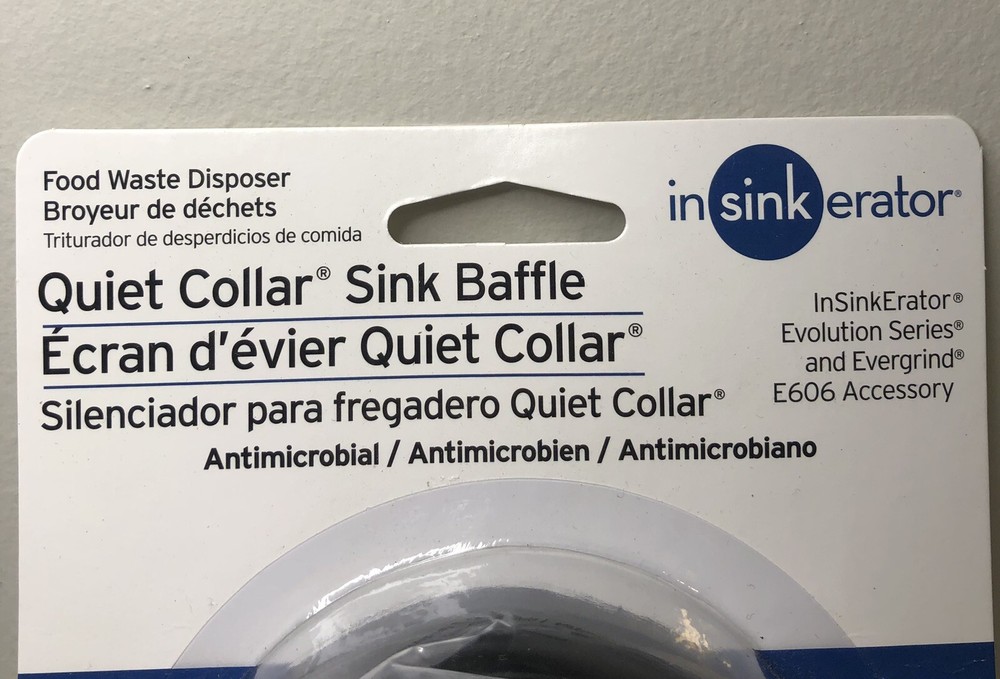 Food Waste Disposer
Broyeur de déchets
Triturador de desperdicios de comida
insinkerator®
Quiet Collar® Sink Baffle
Écran d'évier Quiet Collar®
Silenciador para fregadero Quiet Collar®
InSinkErator®
Evolution Series®
and Evergrind®
E606 Accessory
Antimicrobial / Antimicrobien / Antimicrobiano